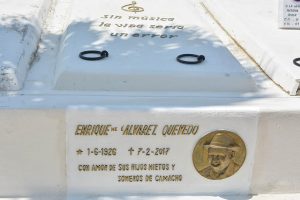 sin música
la vida sería
un error
ENRIQUE ALVAREZ QUEVEDO
* 1-6-1926 † 7-2-2017
CON AMOR DE SUS HIJOS NIETOS Y
SONEROS DE CAMACHO